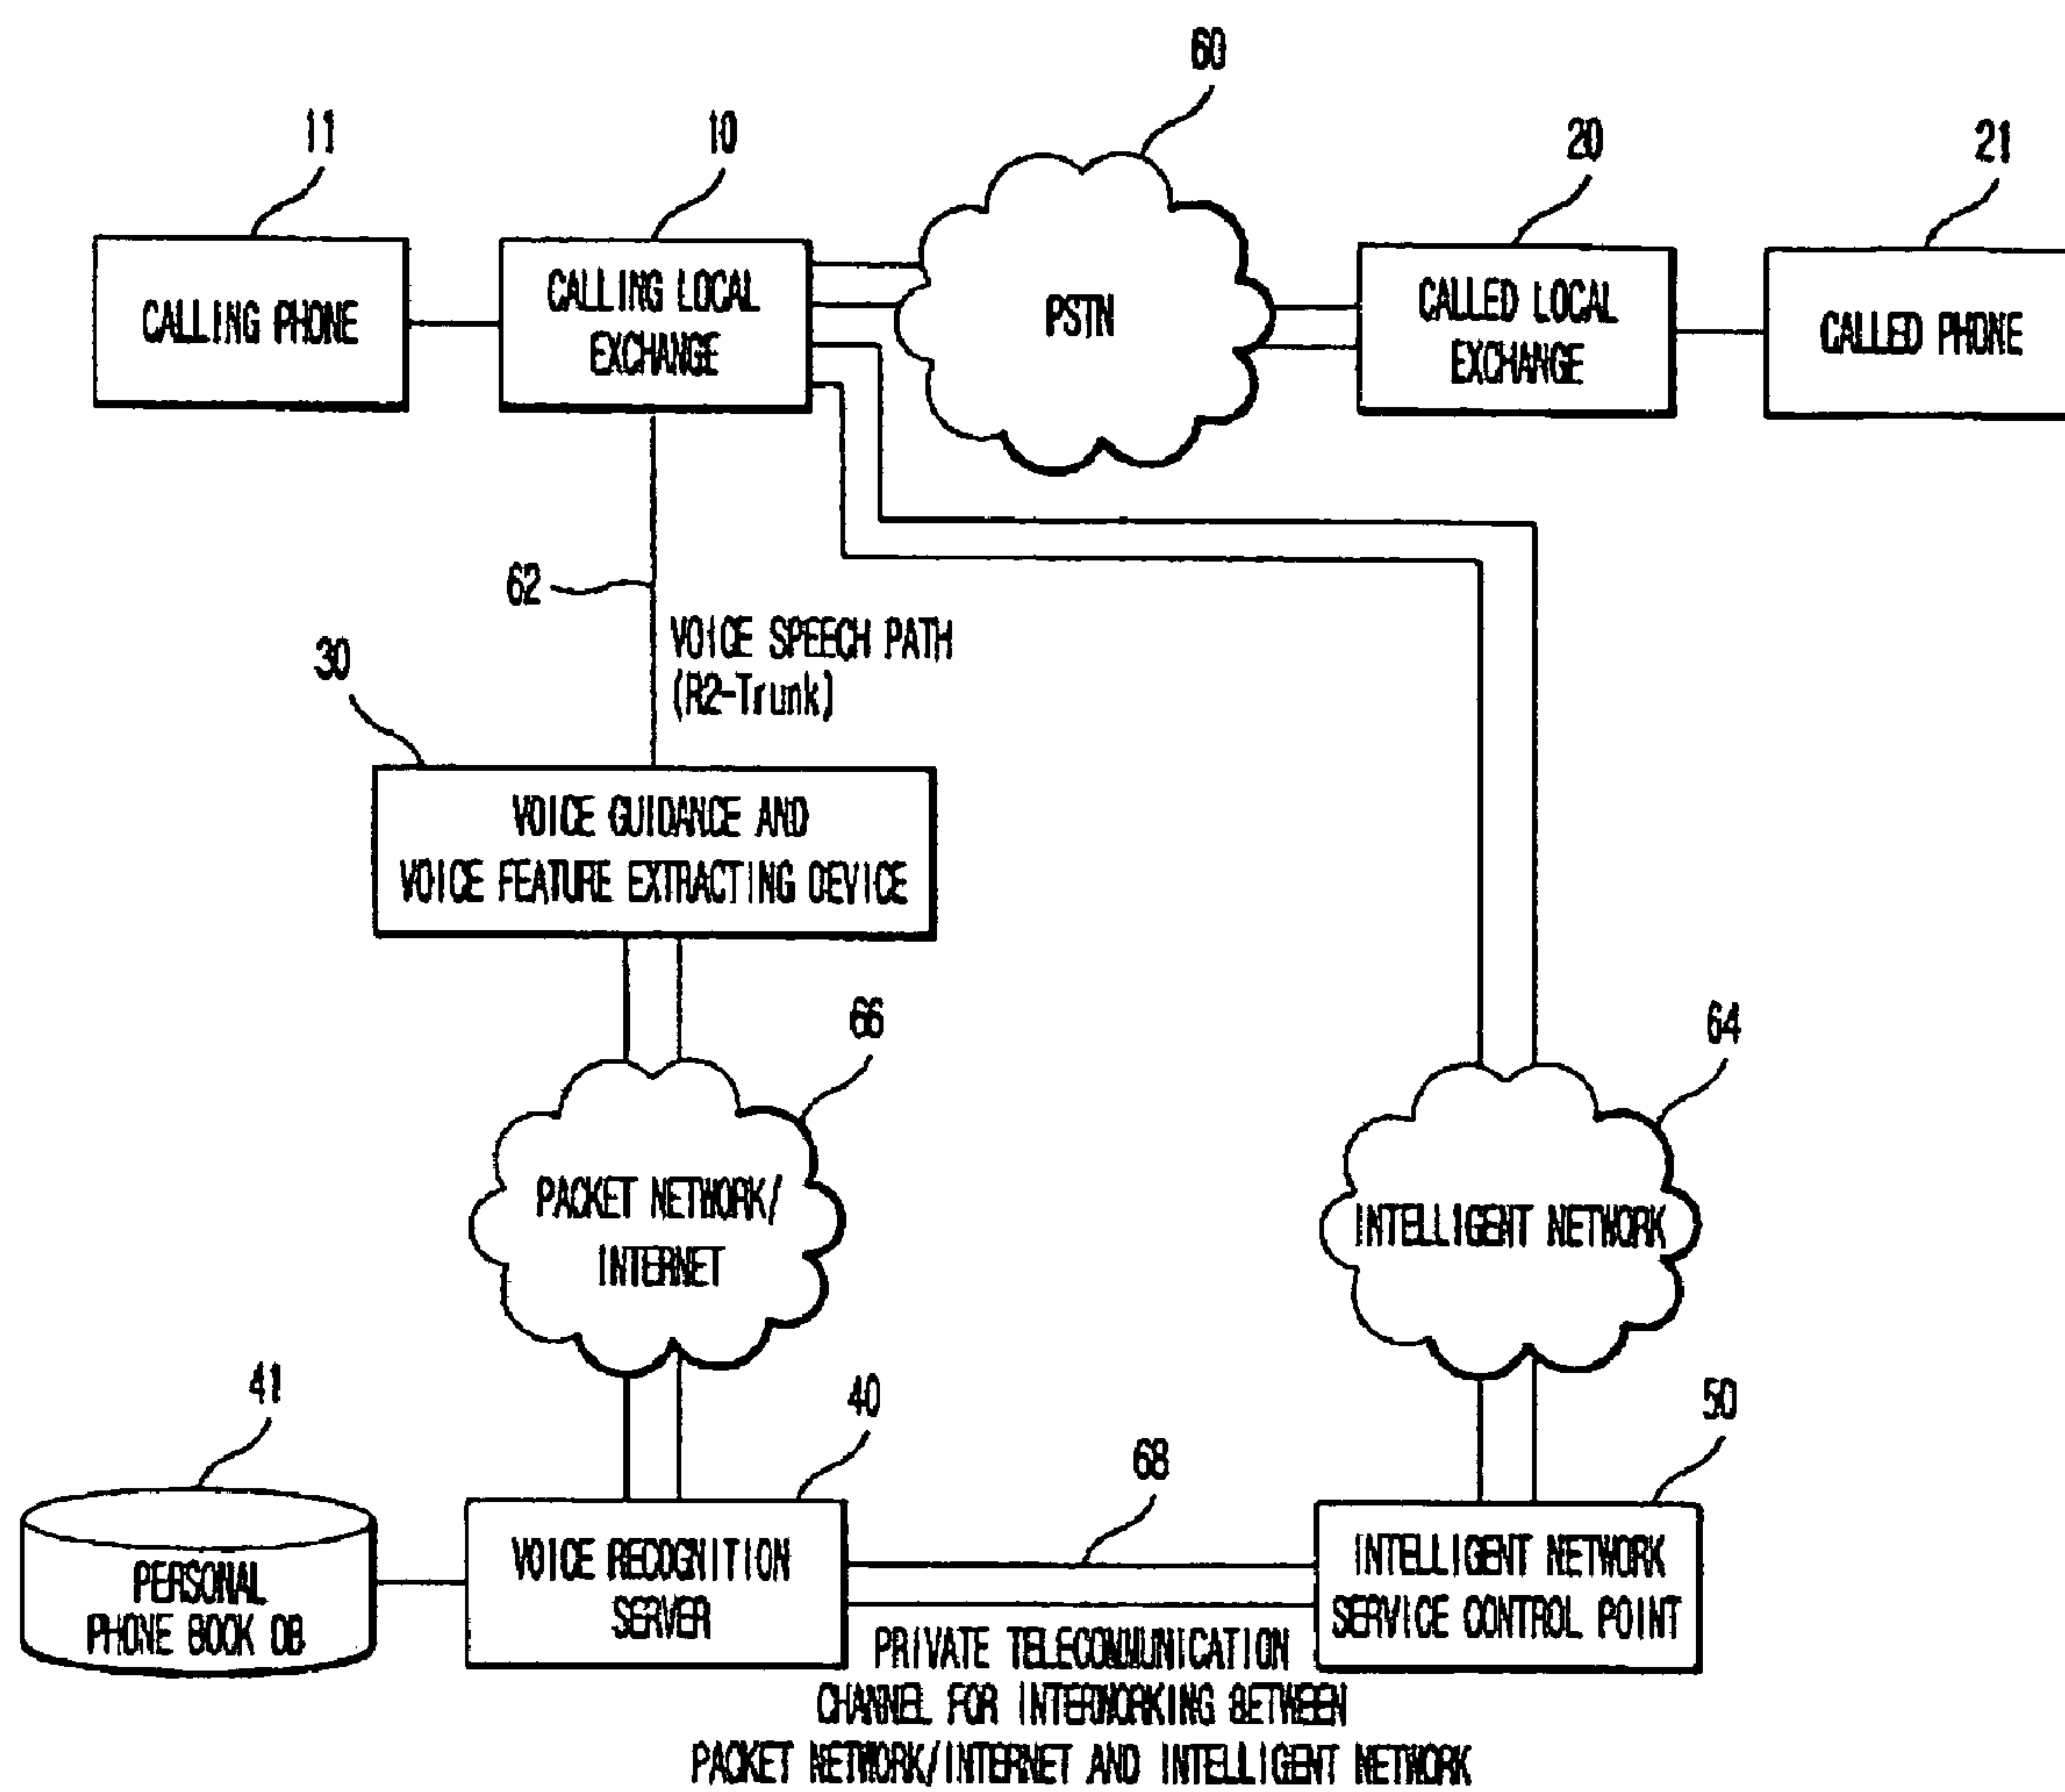 60
11
10
20
21
CALLING PHONE
CALLING LOCAL
EXCHANGE
PSTN
CALLED LOCAL
EXCHANGE
CALLED PHONE
62
VOICE SPEECH PATH
(R2-Trunk)
30
VOICE GUIDANCE AND
VOICE FEATURE EXTRACTING DEVICE
66
64
PACKET NETWORK/
INTERNET
INTELLIGENT NETWORK
41
40
68
50
PERSONAL
PHONE BOOK DB
VOICE RECOGNITION
SERVER
INTELLIGENT NETWORK
SERVICE CONTROL POINT
PRIVATE TELECOMMUNICATION
CHANNEL FOR INTERWORKING BETWEEN
PACKET NETWORK/INTERNET AND INTELLIGENT NETWORK